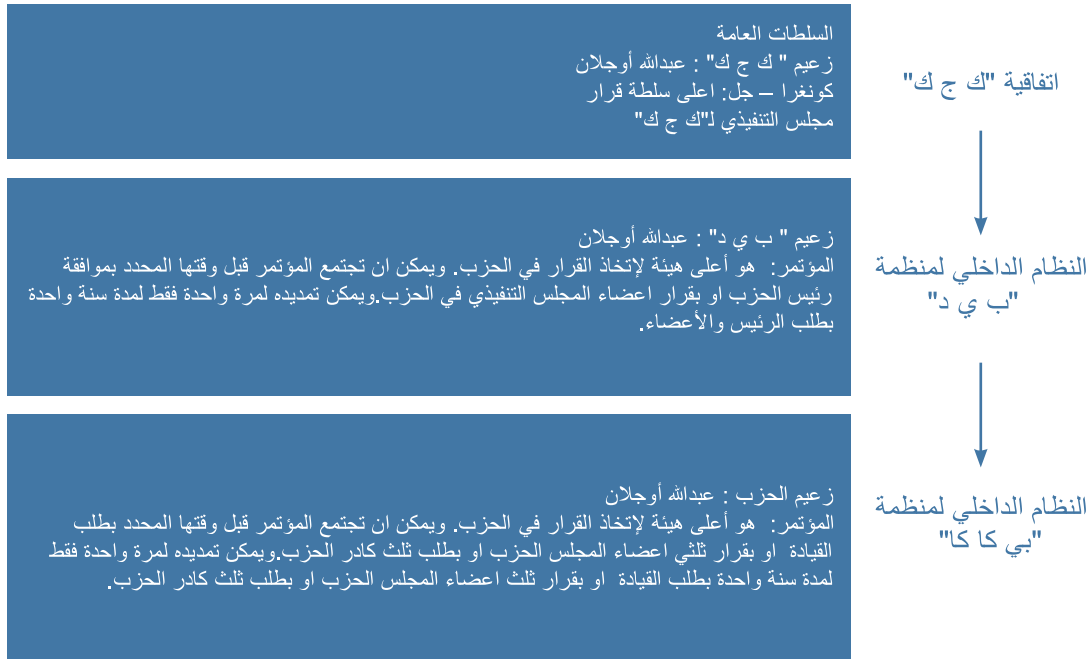 اتفاقية "ك ج ك"
السلطات العامة
زعيم " ك ج ك" : عبدالله أوجلان
كونغرا – جل: اعلى سلطة قرار
مجلس التنفيذي لـ"ك ج ك"
النظام الداخلي لمنظمة
"ب ي د"
زعيم " ب ي د" : عبدالله أوجلان
المؤتمر: هو أعلى هيئة لإتخاذ القرار في الحزب. ويمكن ان تجتمع المؤتمر قبل وقتها المحدد بموافقة
رئيس الحزب او بقرار اعضاء المجلس التنفيذي في الحزب.ويمكن تمديده لمرة واحدة فقط لمدة سنة واحدة
بطلب الرئيس والأعضاء.
النظام الداخلي لمنظمة
"بي كا كا"
زعيم الحزب : عبدالله أوجلان
المؤتمر: هو أعلى هيئة لإتخاذ القرار في الحزب. ويمكن ان تجتمع المؤتمر قبل وقتها المحدد بطلب
القيادة او بقرار ثلثي اعضاء المجلس الحزب او بطلب ثلث كادر الحزب.ويمكن تمديده لمرة واحدة فقط
لمدة سنة واحدة بطلب القيادة او بقرار ثلث اعضاء المجلس الحزب او بطلب ثلث كادر الحزب.